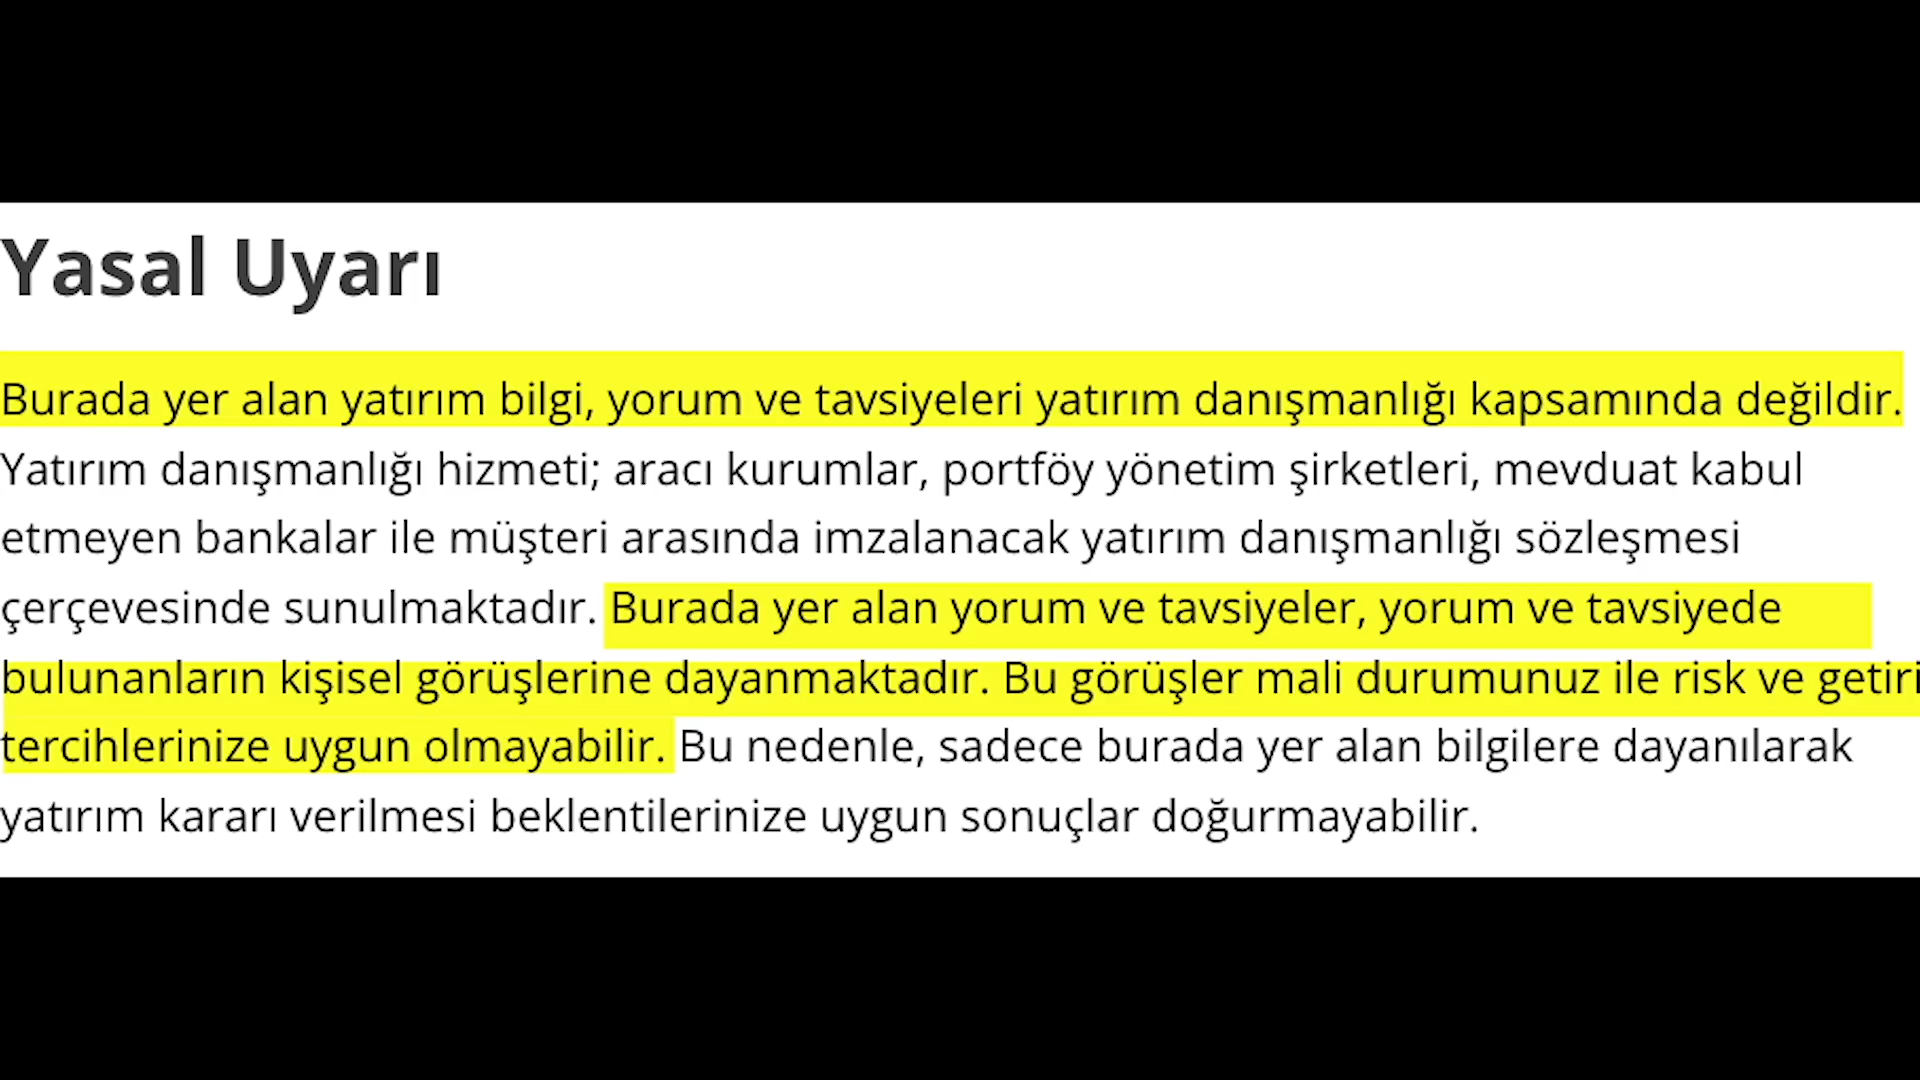 Yasal Uyarı
Burada yer alan yatırım bilgi, yorum ve tavsiyeleri yatırım danışmanlığı kapsamında değildir.
Yatırım danışmanlığı hizmeti; aracı kurumlar, portföy yönetim şirketleri, mevduat kabul
etmeyen bankalar ile müşteri arasında imzalanacak yatırım danışmanlığı sözleşmesi
çerçevesinde sunulmaktadır. Burada yer alan yorum ve tavsiyeler, yorum ve tavsiyede
bulunanların kişisel görüşlerine dayanmaktadır. Bu görüşler mali durumunuz ile risk ve getiri
tercihlerinize uygun olmayabilir. Bu nedenle, sadece burada yer alan bilgilere dayanılarak
yatırım kararı verilmesi beklentilerinize uygun sonuçlar doğurmayabilir.